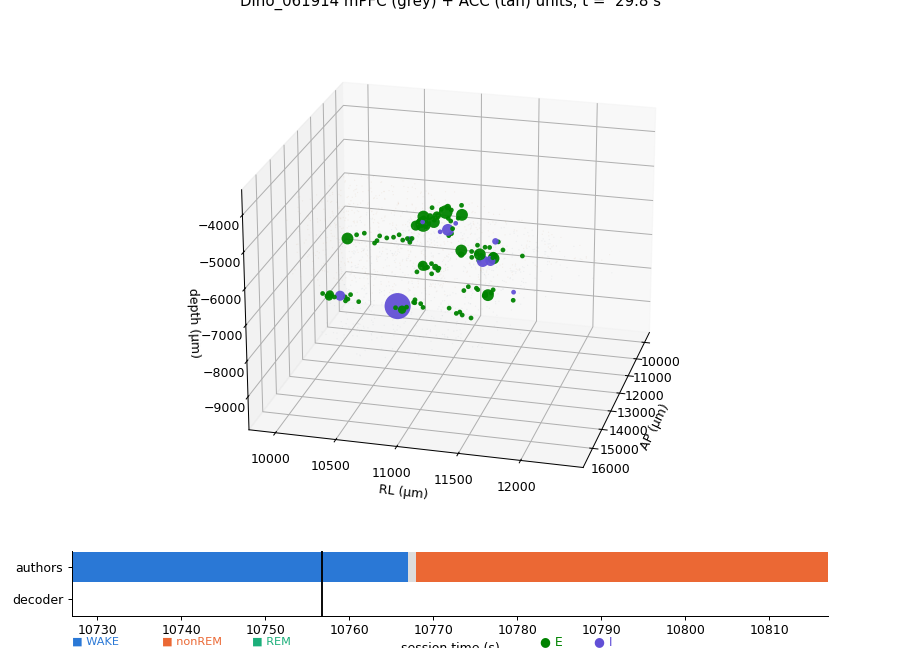 Dino_061914 mPFC (grey) + ACC (tan) units, t = 29.8 s
−4000
−5000
−6000
−7000
−8000
−9000
depth (µm)
10000
10500
11000
11500
12000
RL (µm)
10000
11000
12000
13000
14000
15000
16000
AP (µm)
authors
decoder
10730 10740 10750 10760 10770 10780 10790 10800 10810
session time (s)
WAKE nonREM REM E I